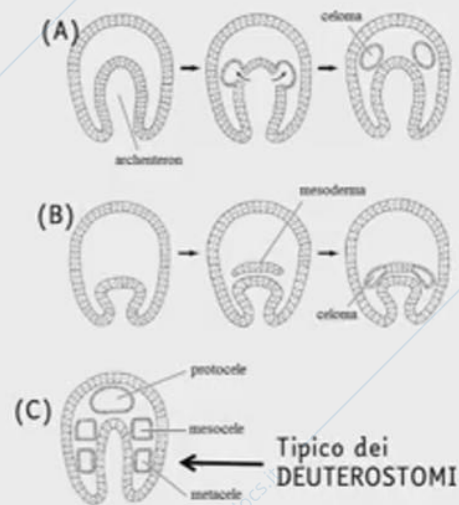 (A)
celoma
archenteron
(B)
mesoderma
celoma
(C)
protocele
mesocele
metacele
Tipico dei
DEUTEROSTOMI